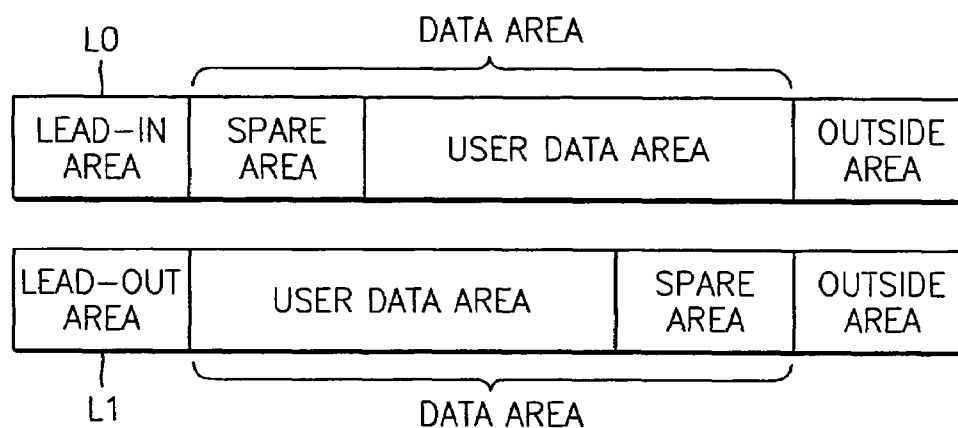 DATA AREA
L0
LEAD-IN
AREA
SPARE
AREA
USER DATA AREA
OUTSIDE
AREA
LEAD-OUT
AREA
USER DATA AREA
SPARE
AREA
OUTSIDE
AREA
L1
DATA AREA